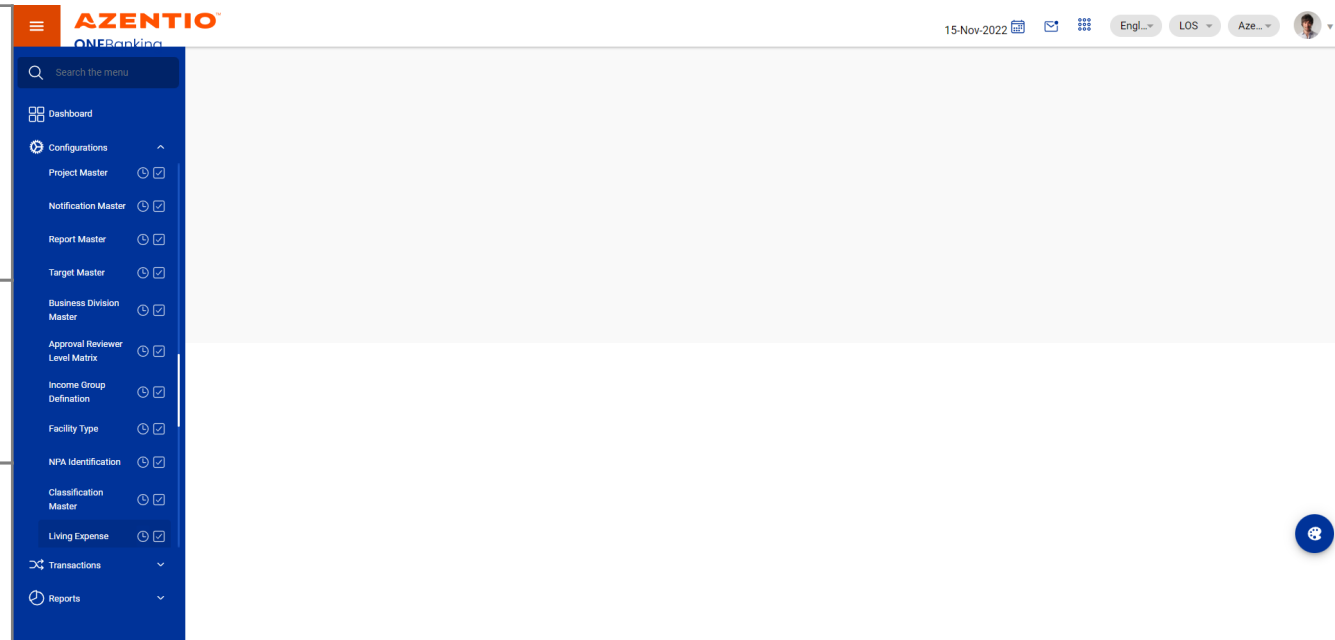 AZENTIO™
ONEBanking
15-Nov-2022
Engl...
LOS
Aze...
Search the menu
Dashboard
Configurations
Project Master
Notification Master
Report Master
Target Master
Business Division
Master
Approval Reviewer
Level Matrix
Income Group
Defination
Facility Type
NPA Identification
Classification
Master
Living Expense
Transactions
Reports